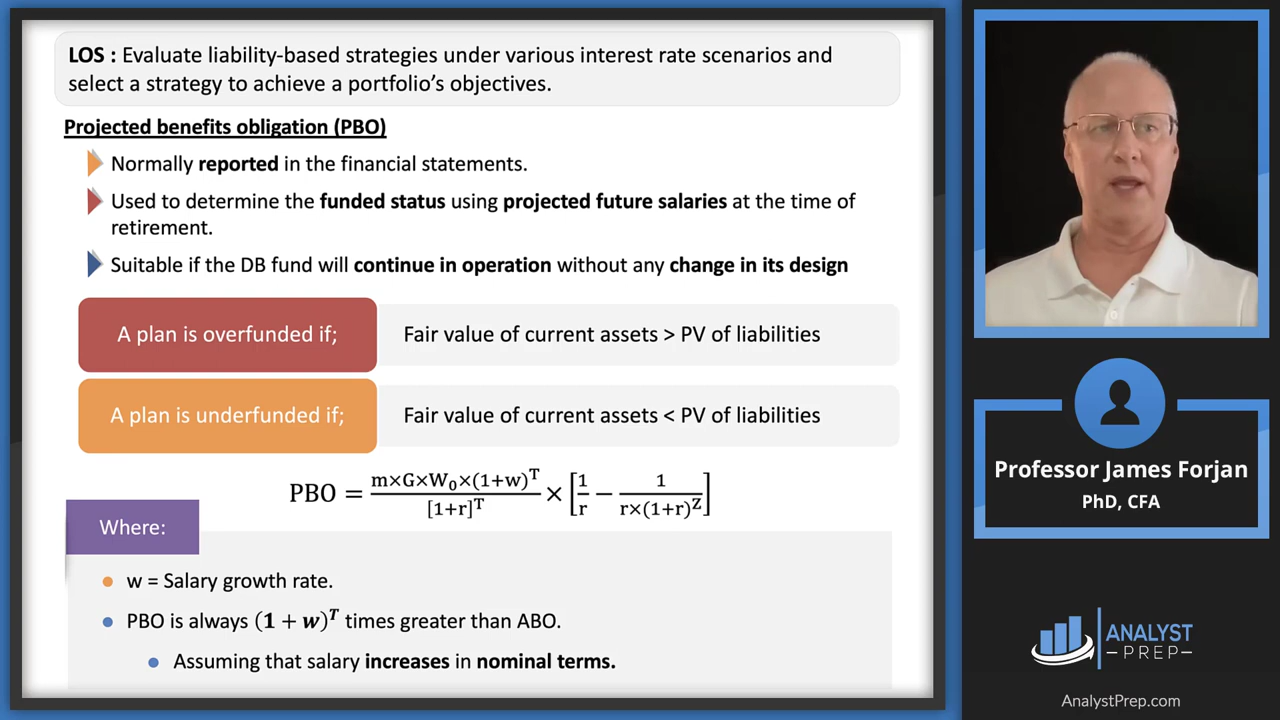 LOS : Evaluate liability-based strategies under various interest rate scenarios and
select a strategy to achieve a portfolio's objectives.
Projected benefits obligation (PBO)
Normally reported in the financial statements.
Used to determine the funded status using projected future salaries at the time of
retirement.
Suitable if the DB fund will continue in operation without any change in its design
A plan is overfunded if;
Fair value of current assets > PV of liabilities
A plan is underfunded if;
Fair value of current assets < PV of liabilities
PBO = m×G×W₀×(1+w)ᵀ / [1+r]ᵀ × [1/r − 1/r×(1+r)ᶻ]
Where:
w = Salary growth rate.
PBO is always (1 + w)ᵀ times greater than ABO.
Assuming that salary increases in nominal terms.
Professor James Forjan
PhD, CFA
ANALYST
PREP
AnalystPrep.com